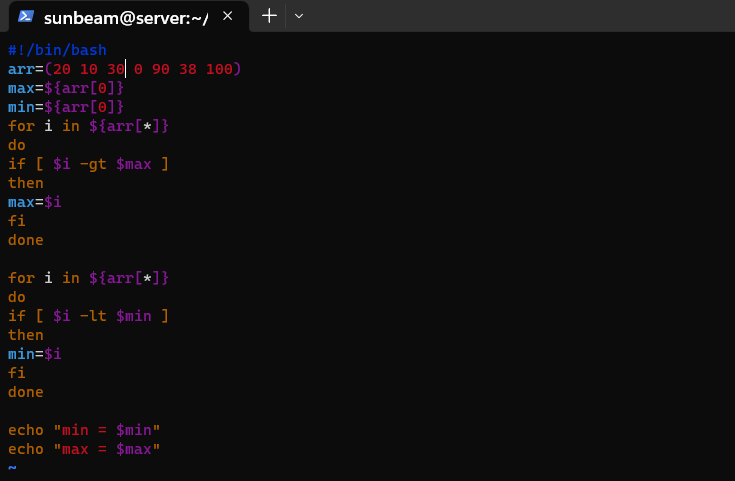 sunbeam@server:~/
#!/bin/bash
arr=(20 10 30 0 90 38 100)
max=${arr[0]}
min=${arr[0]}
for i in ${arr[*]}
do
if [ $i -gt $max ]
then
max=$i
fi
done

for i in ${arr[*]}
do
if [ $i -lt $min ]
then
min=$i
fi
done

echo "min = $min"
echo "max = $max"
~